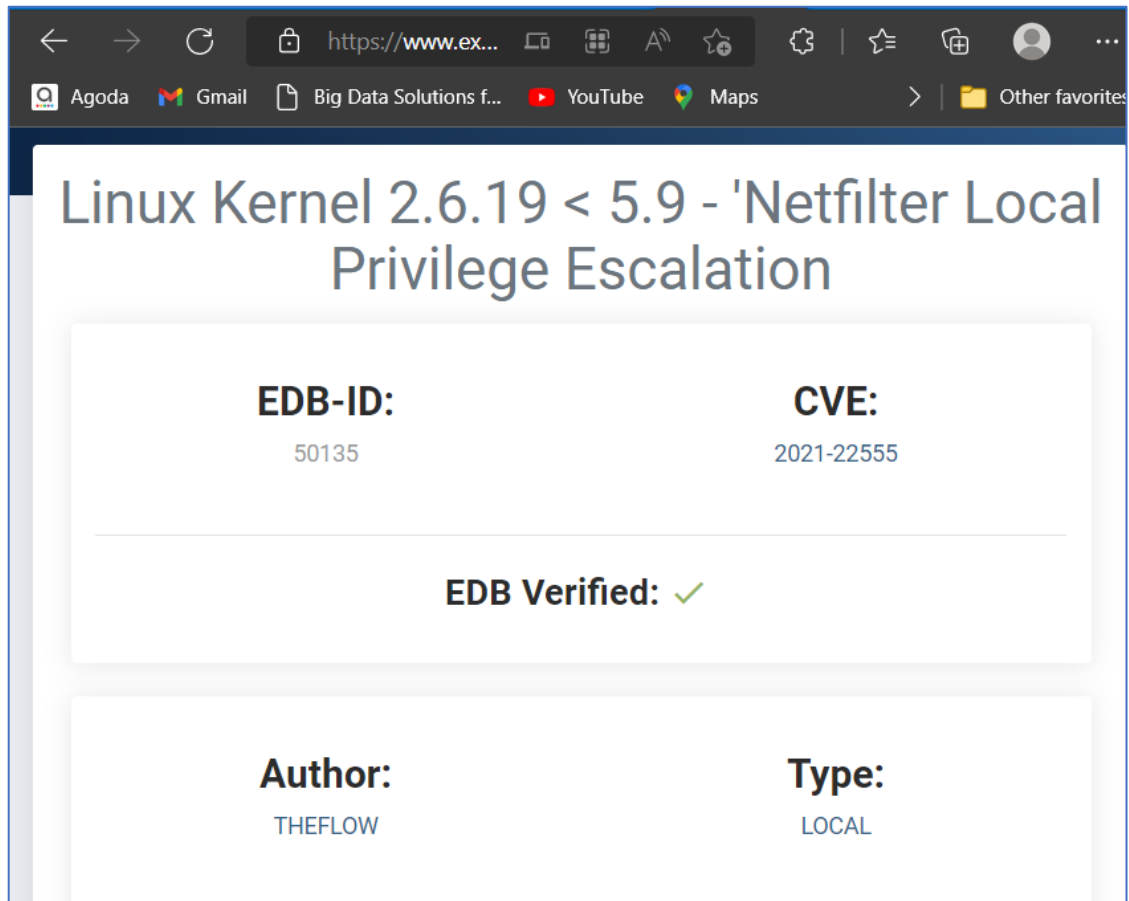 https://www.ex...
Agoda Gmail Big Data Solutions f... YouTube Maps Other favorites
Linux Kernel 2.6.19 < 5.9 - 'Netfilter Local
Privilege Escalation
EDB-ID: CVE:
50135 2021-22555
EDB Verified:
Author: Type:
THEFLOW LOCAL